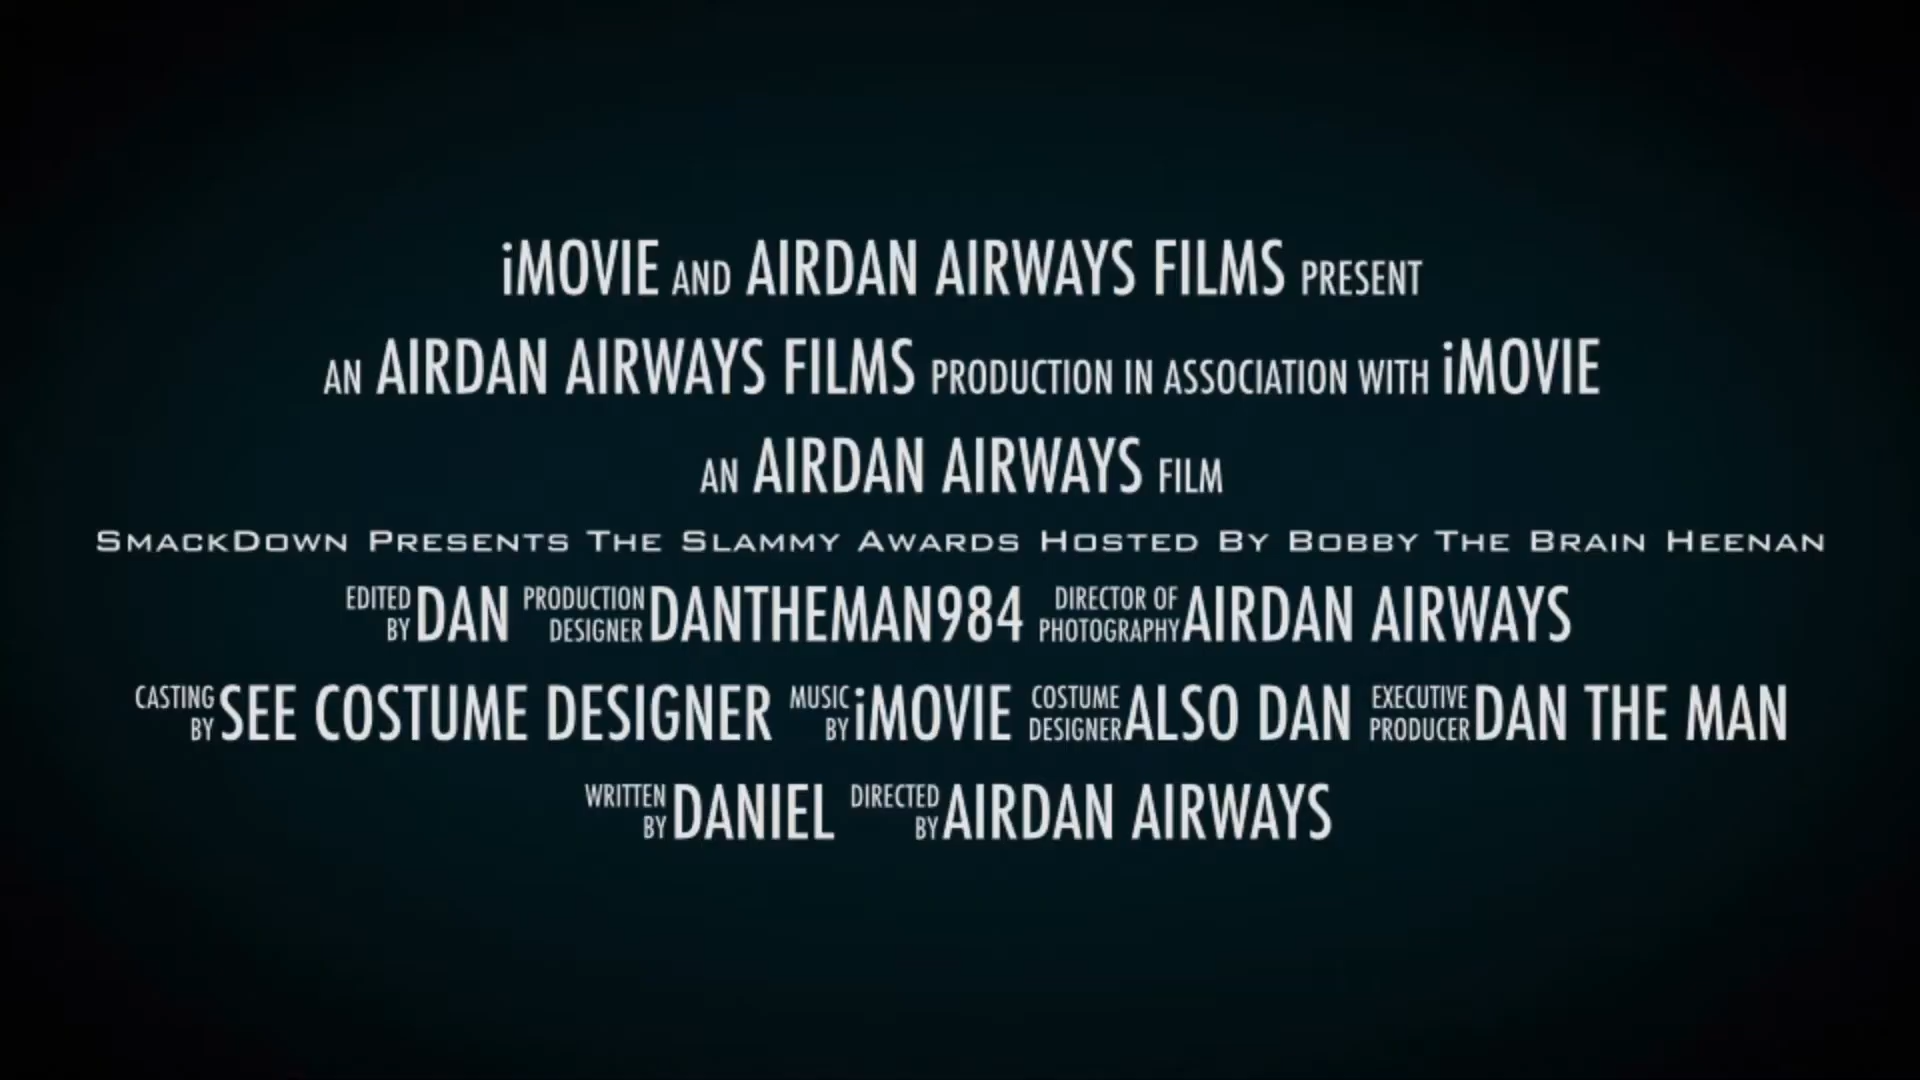 iMOVIE AND AIRDAN AIRWAYS FILMS PRESENT
AN AIRDAN AIRWAYS FILMS PRODUCTION IN ASSOCIATION WITH iMOVIE
AN AIRDAN AIRWAYS FILM
SMACKDOWN PRESENTS THE SLAMMY AWARDS HOSTED BY BOBBY THE BRAIN HEENAN
EDITED BY DAN PRODUCTION DESIGNER DANTHEMAN984 DIRECTOR OF PHOTOGRAPHY AIRDAN AIRWAYS
CASTING BY SEE COSTUME DESIGNER MUSIC BY iMOVIE COSTUME DESIGNER ALSO DAN EXECUTIVE PRODUCER DAN THE MAN
WRITTEN BY DANIEL DIRECTED BY AIRDAN AIRWAYS